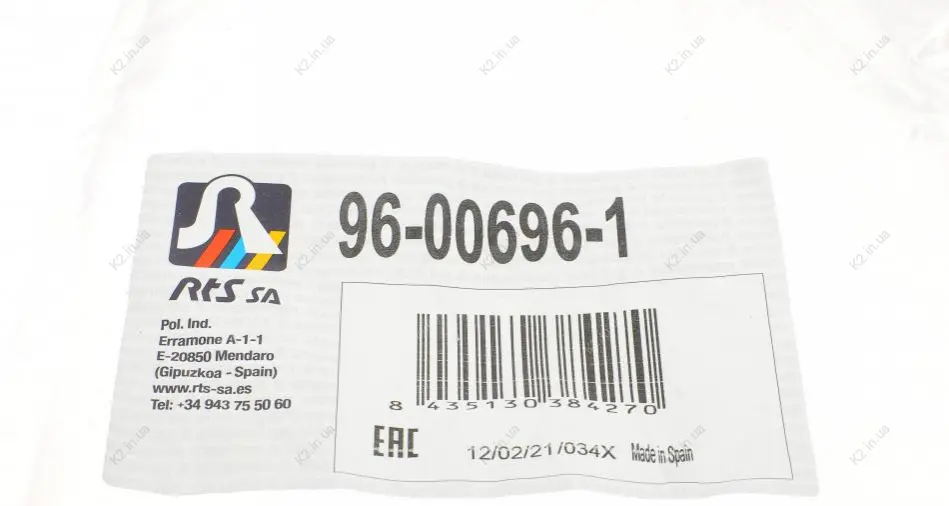 96-00696-1
RtS SA
Pol. Ind.
Erramone A-1-1
E-20850 Mendaro
(Gipuzkoa - Spain)
www.rts-sa.es
Tel: +34 943 75 50 60
8 435130 384270
EAC
12/02/21/034X Made in Spain
K2.in.ua